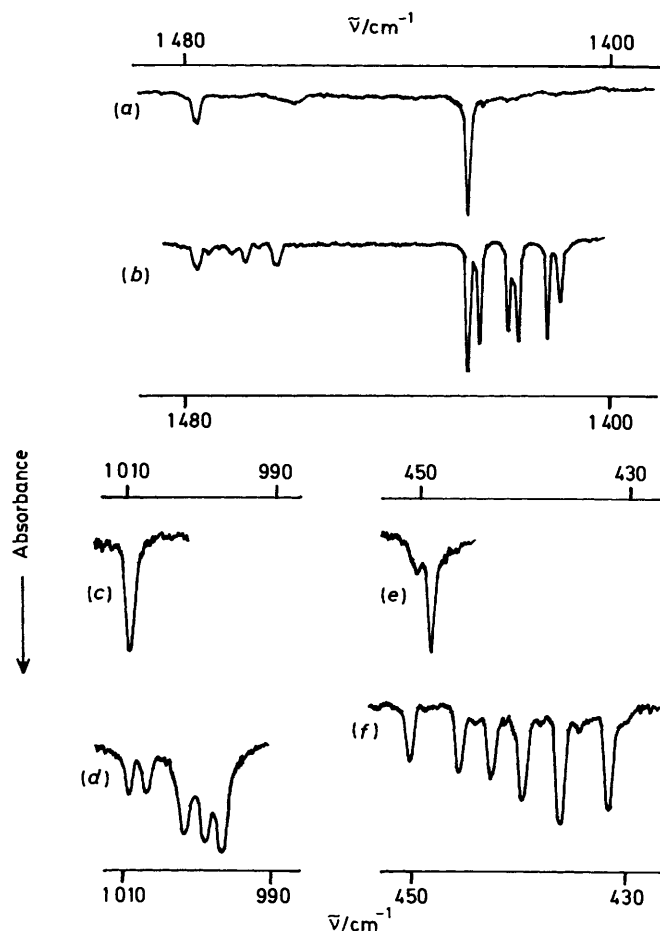 ṽ/cm⁻¹
1 480 1 400
(a)
(b)
1 480 1 400
1 010 990 450 430
Absorbance
(c) (e)
(d) (f)
1 010 990 450 430
ṽ/cm⁻¹